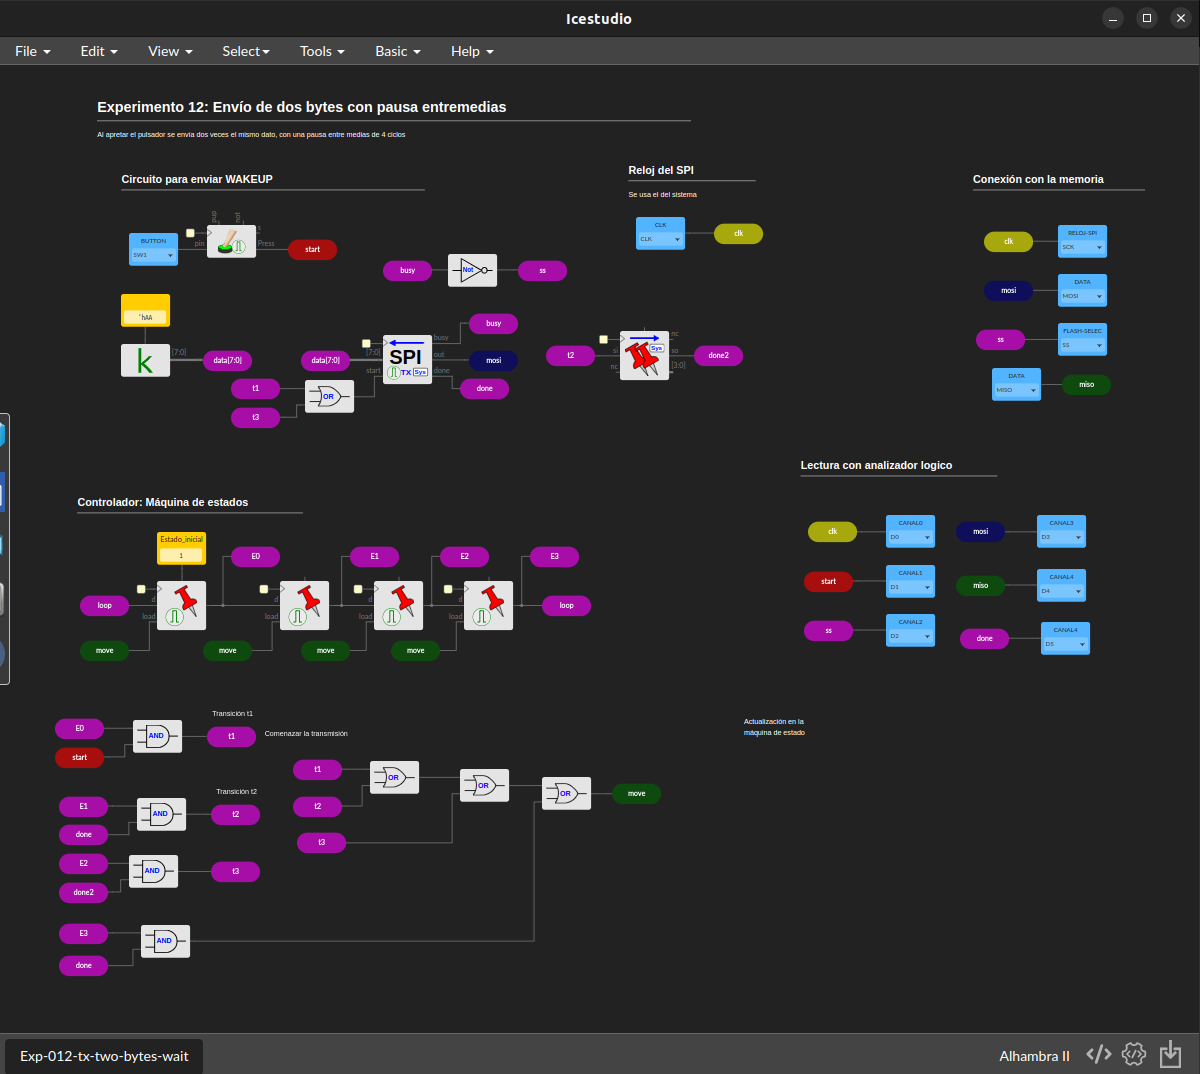 Icestudio
File Edit View Select Tools Basic Help
Experimento 12: Envío de dos bytes con pausa entremedias
Al apretar el pulsador se envía dos veces el mismo dato, con una pausa entre medias de 4 ciclos
Circuito para enviar WAKEUP
Reloj del SPI
Se usa el del sistema
Conexión con la memoria
BUTTON
SW1
pup
not
s
pin
Press
start
busy
Not
ss
CLK
CLK
clk
clk
RELOJ-SPI
SCK
mosi
DATA
MOSI
ss
FLASH-SELEC
SS
DATA
MISO
miso
'hAA
k
[7:0]
data[7:0]
data[7:0]
[7:0]
start
SPI
TX
Sys
busy
out
done
busy
mosi
done
t1
t3
OR
t2
si
nc
Sys
nc
so
[3:0]
done2
Lectura con analizador logico
clk
CANAL0
D0
mosi
CANAL3
D3
start
CANAL1
D1
miso
CANAL4
D4
ss
CANAL2
D2
done
CANAL4
D5
Controlador: Máquina de estados
Estado_inicial
1
E0
E1
E2
E3
loop
d
load
d
load
d
load
d
load
loop
move
move
move
move
E0
start
AND
Transición t1
t1
Comenazar la transmisión
E1
done
AND
Transición t2
t2
E2
done2
AND
t3
E3
done
AND
t1
t2
OR
t3
OR
OR
move
Actualización en la
máquina de estado
Exp-012-tx-two-bytes-wait
Alhambra II